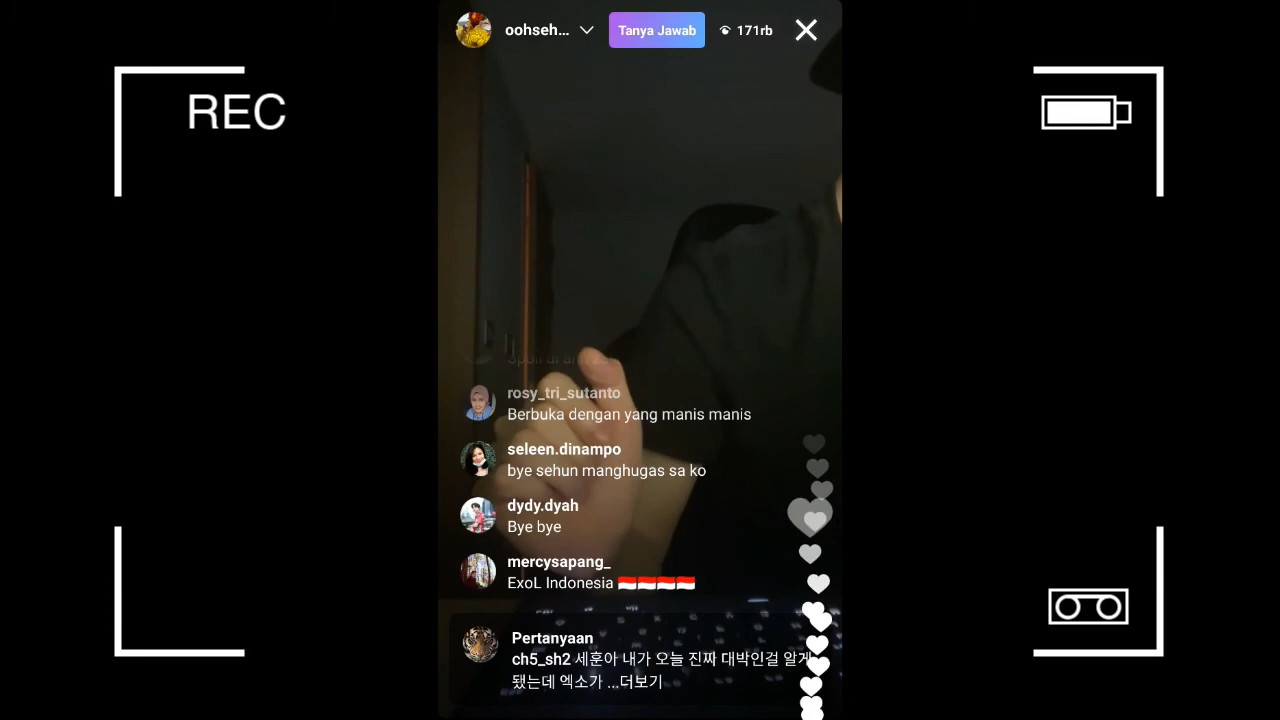 oohseh...
Tanya Jawab
171rb
REC
rosy_tri_sutanto
Berbuka dengan yang manis manis
seleen.dinampo
bye sehun manghugas sa ko
dydy.dyah
Bye bye
mercysapang_
ExoL Indonesia 🇮🇩🇮🇩🇮🇩🇮🇩
Pertanyaan
ch5_sh2 세훈아 내가 오늘 진짜 대박인걸 알게
됐는데 엑소가 ...더보기